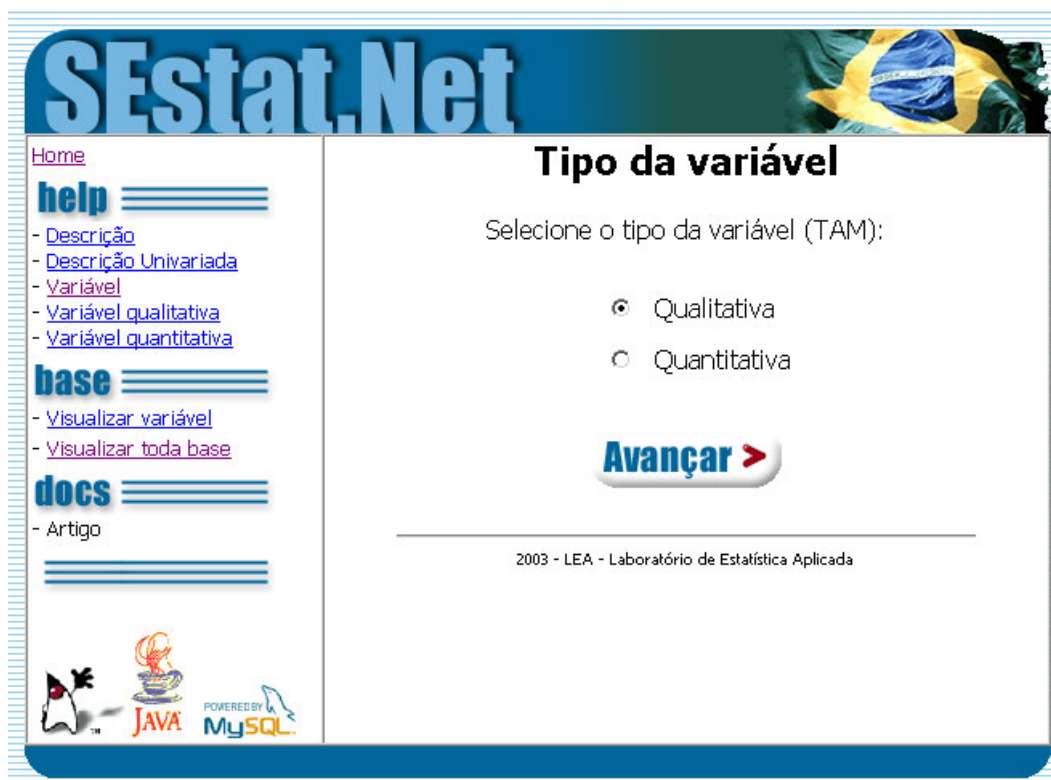 SEstat.Net
Home
help
- Descrição
- Descrição Univariada
- Variável
- Variável qualitativa
- Variável quantitativa
base
- Visualizar variável
- Visualizar toda base
docs
- Artigo
JAVA
POWERED BY
MySQL
Tipo da variável
Selecione o tipo da variável (TAM):
Qualitativa
Quantitativa
Avançar >
2003 - LEA - Laboratório de Estatística Aplicada